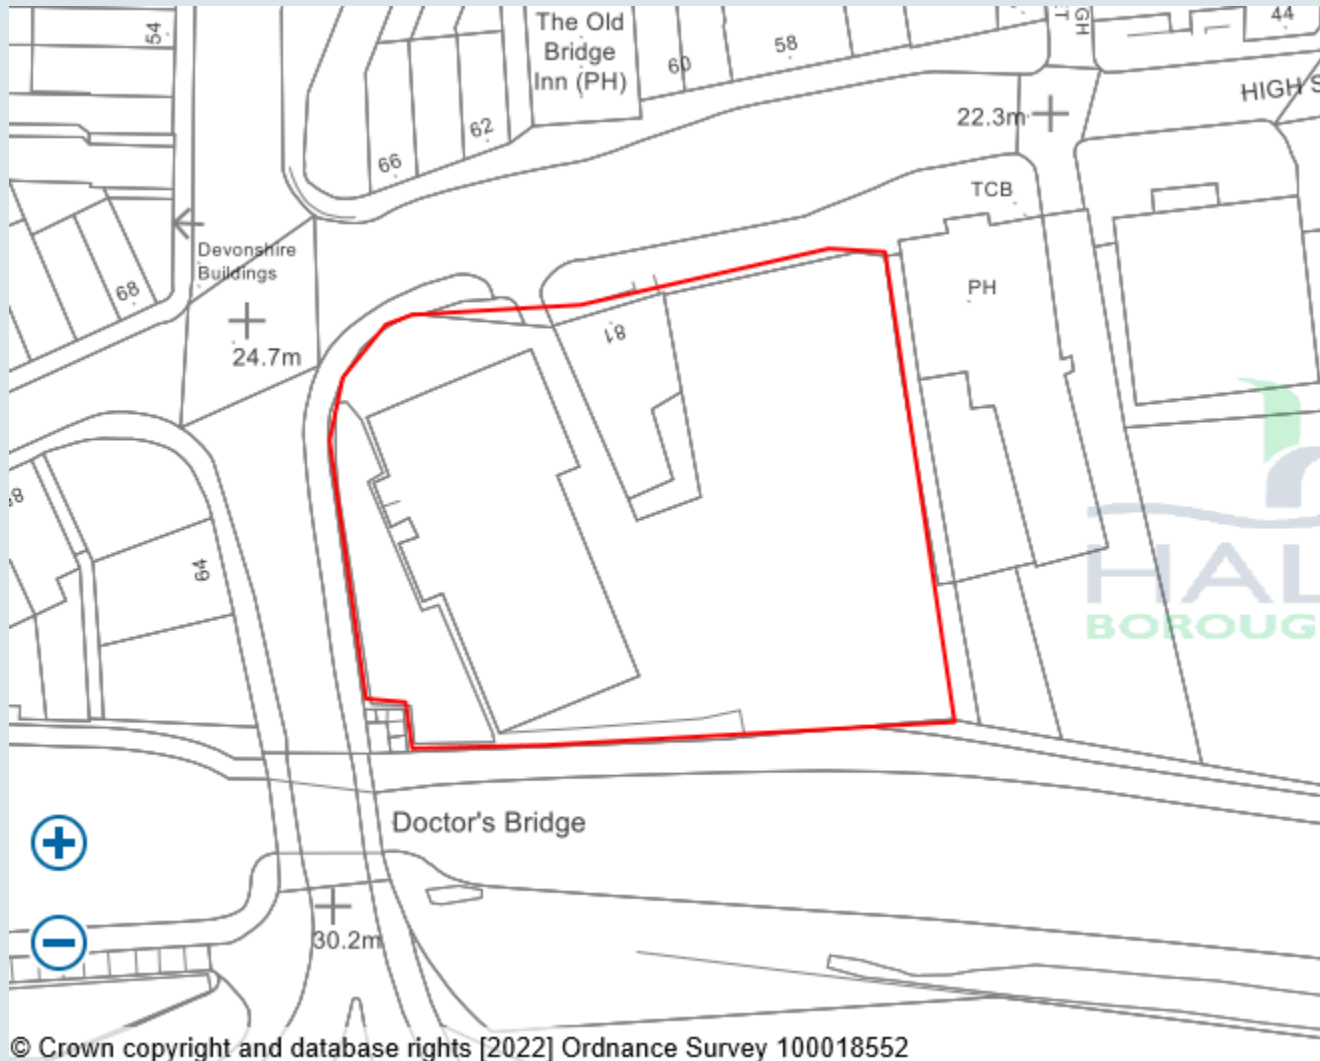 54
The Old
Bridge
Inn (PH)
60
58
44
HIGH S
22.3m
62
66
TCB
Devonshire
Buildings
68
PH
24.7m
81
64
HAL
BOROUG
Doctor's Bridge
30.2m
© Crown copyright and database rights [2022] Ordnance Survey 100018552